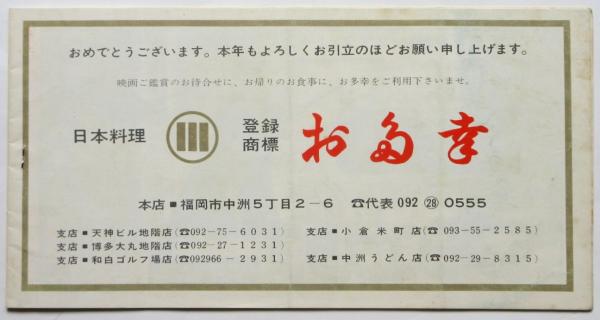 おめでとうございます。本年もよろしくお引立のほどお願い申し上げます。
映画ご鑑賞のお待合せに、お帰りのお食事に、お多幸をご利用下さいませ。
日本料理 登録商標 お多幸
本店■福岡市中洲5丁目2-6 ☎代表092㉘0555
支店■天神ビル地階店(☎092-75-6031) 支店■小倉米町店(☎093-55-2585)
支店■博多大丸地階店(☎092-27-1231)
支店■和白ゴルフ場店(☎092966-2931) 支店■中洲うどん店(☎092-29-8315)